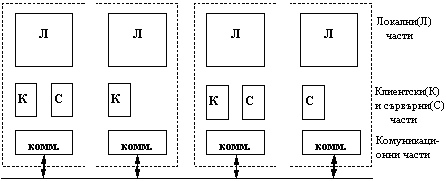 Л Л Л Л
Локални(Л)
части
К С К К С С
Клиентски(К)
и сървърни(С)
части
комм. комм. комм. комм.
Комуникаци-
онни части